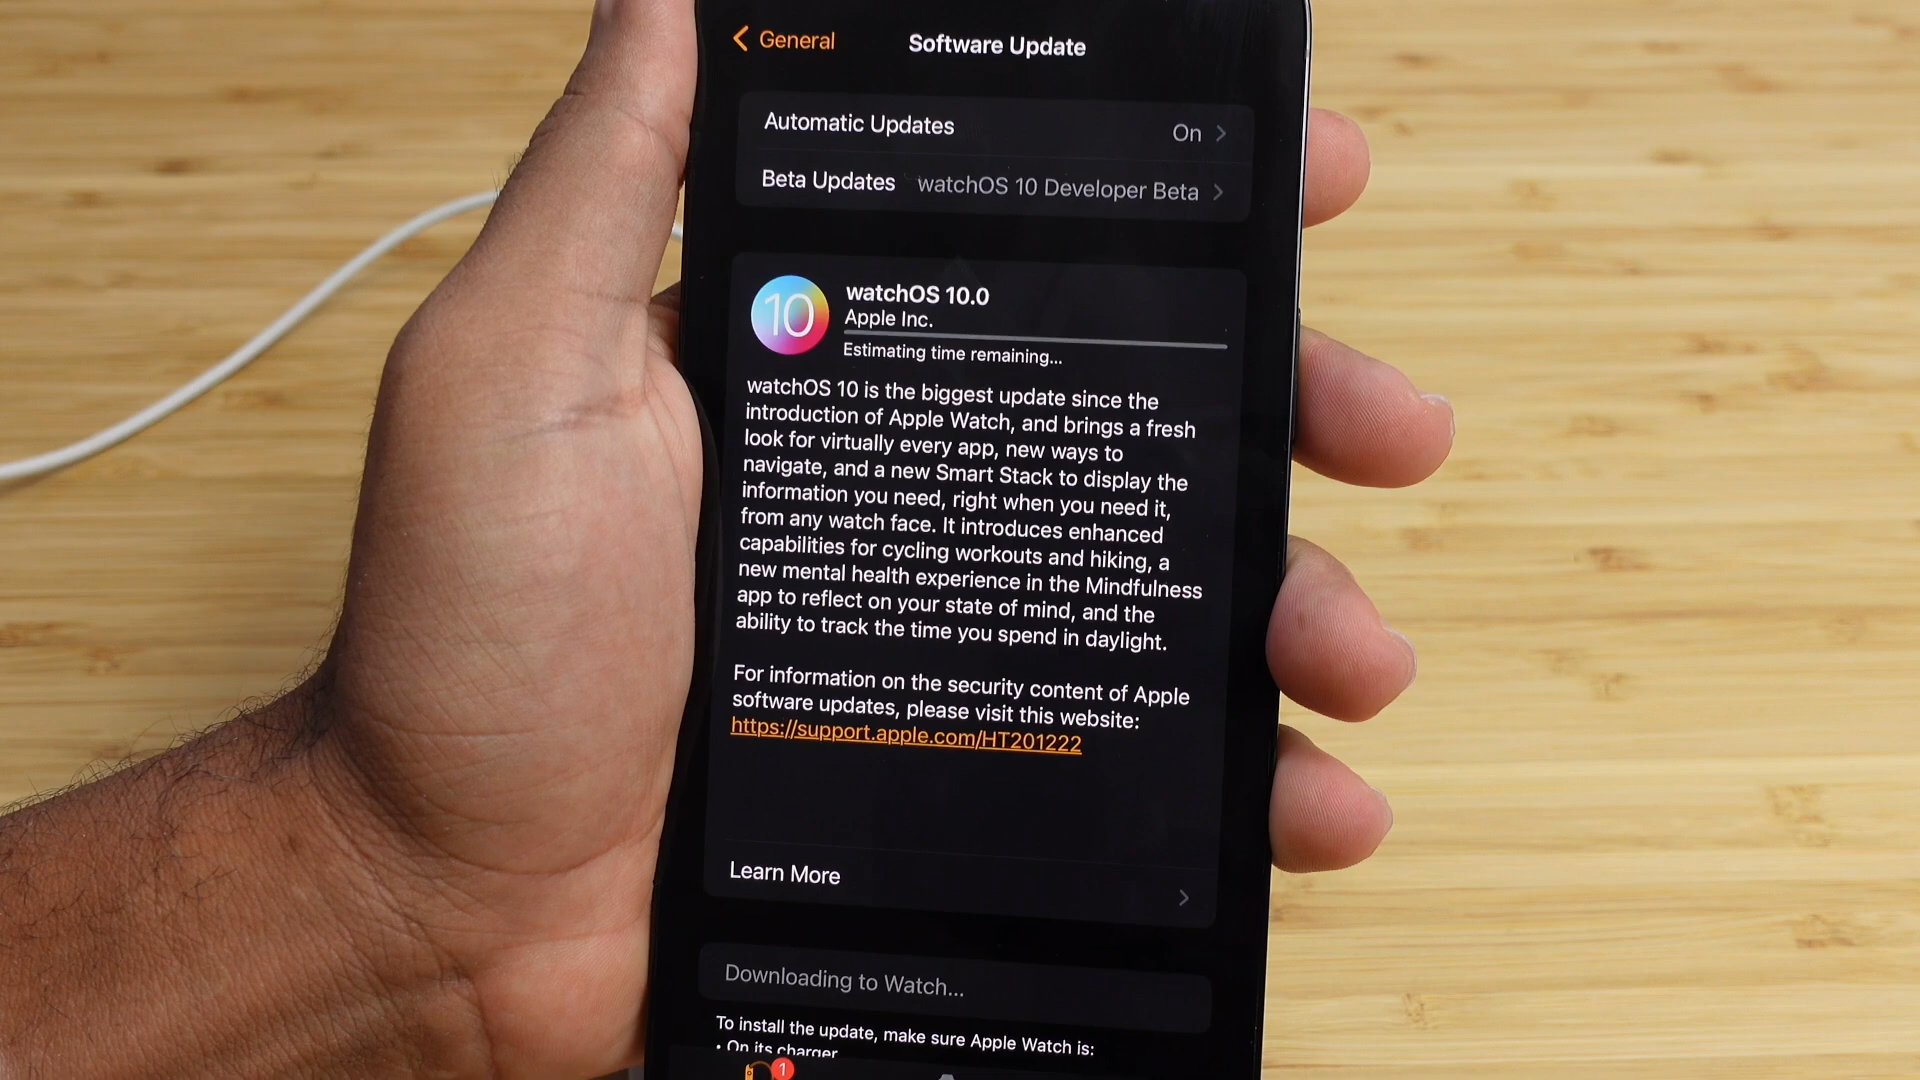 General
Software Update
Automatic Updates On
Beta Updates watchOS 10 Developer Beta
10
watchOS 10.0
Apple Inc.
Estimating time remaining...
watchOS 10 is the biggest update since the
introduction of Apple Watch, and brings a fresh
look for virtually every app, new ways to
navigate, and a new Smart Stack to display the
information you need, right when you need it,
from any watch face. It introduces enhanced
capabilities for cycling workouts and hiking, a
new mental health experience in the Mindfulness
app to reflect on your state of mind, and the
ability to track the time you spend in daylight.
For information on the security content of Apple
software updates, please visit this website:
https://support.apple.com/HT201222
Learn More
Downloading to Watch...
To install the update, make sure Apple Watch is:
• On its charger
1